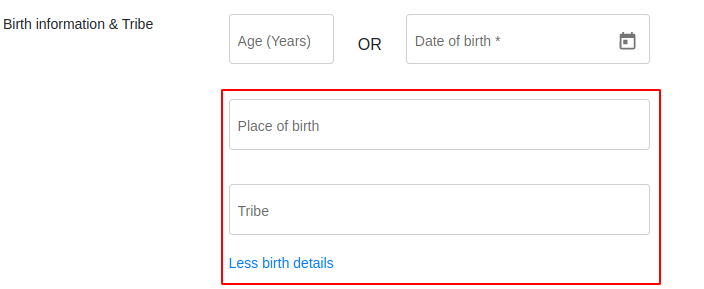 Birth information & Tribe
Age (Years)
OR
Date of birth *
Place of birth
Tribe
Less birth details